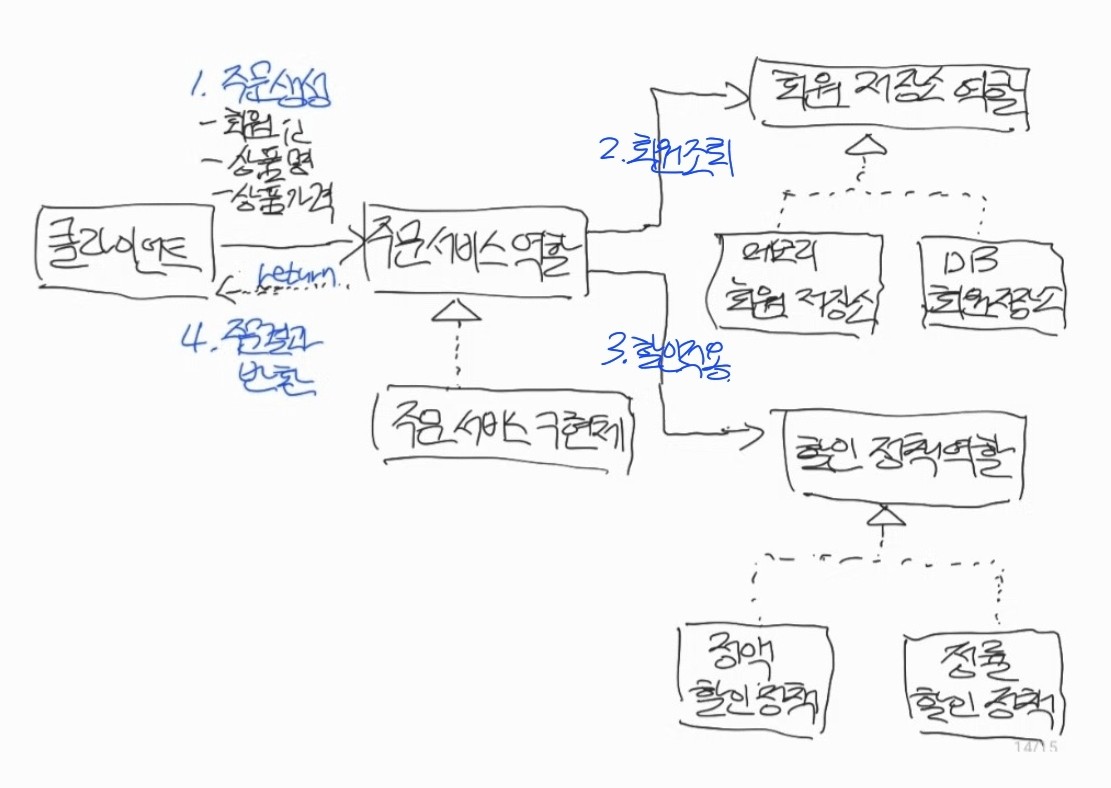 1. 주문생성
- 회원 id
- 상품명
- 상품가격
클라이언트
return
4. 주문결과
반환
주문 서비스 역할
주문 서비스 구현체
2. 회원조회
회원 저장소 역할
메모리
회원 저장소
DB
회원저장소
3. 할인적용
할인 정책 역할
정액
할인 정책
정률
할인 정책
14/15